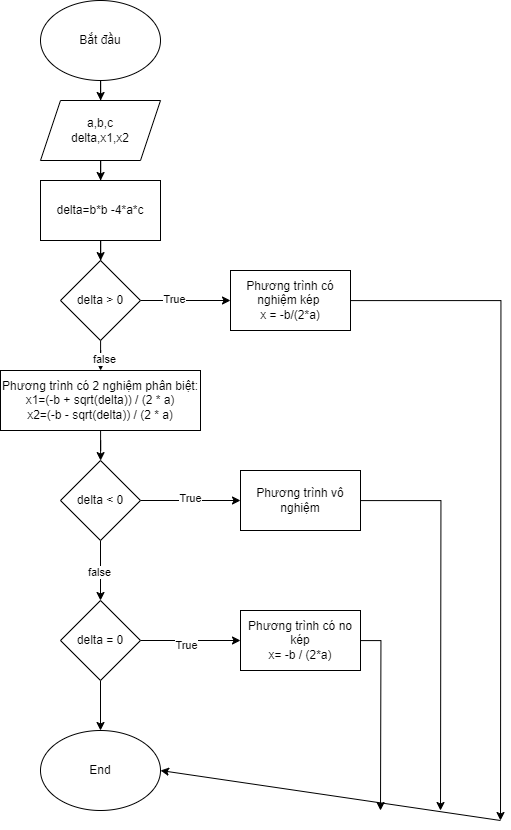 Bắt đầu
a,b,c
delta,x1,x2
delta=b*b -4*a*c
delta > 0
True
Phương trình có
nghiệm kép
x = -b/(2*a)
false
Phương trình có 2 nghiệm phân biệt:
x1=(-b + sqrt(delta)) / (2 * a)
x2=(-b - sqrt(delta)) / (2 * a)
delta < 0
True
Phương trình vô
nghiệm
false
delta = 0
True
Phương trình có no
kép
x= -b / (2*a)
End